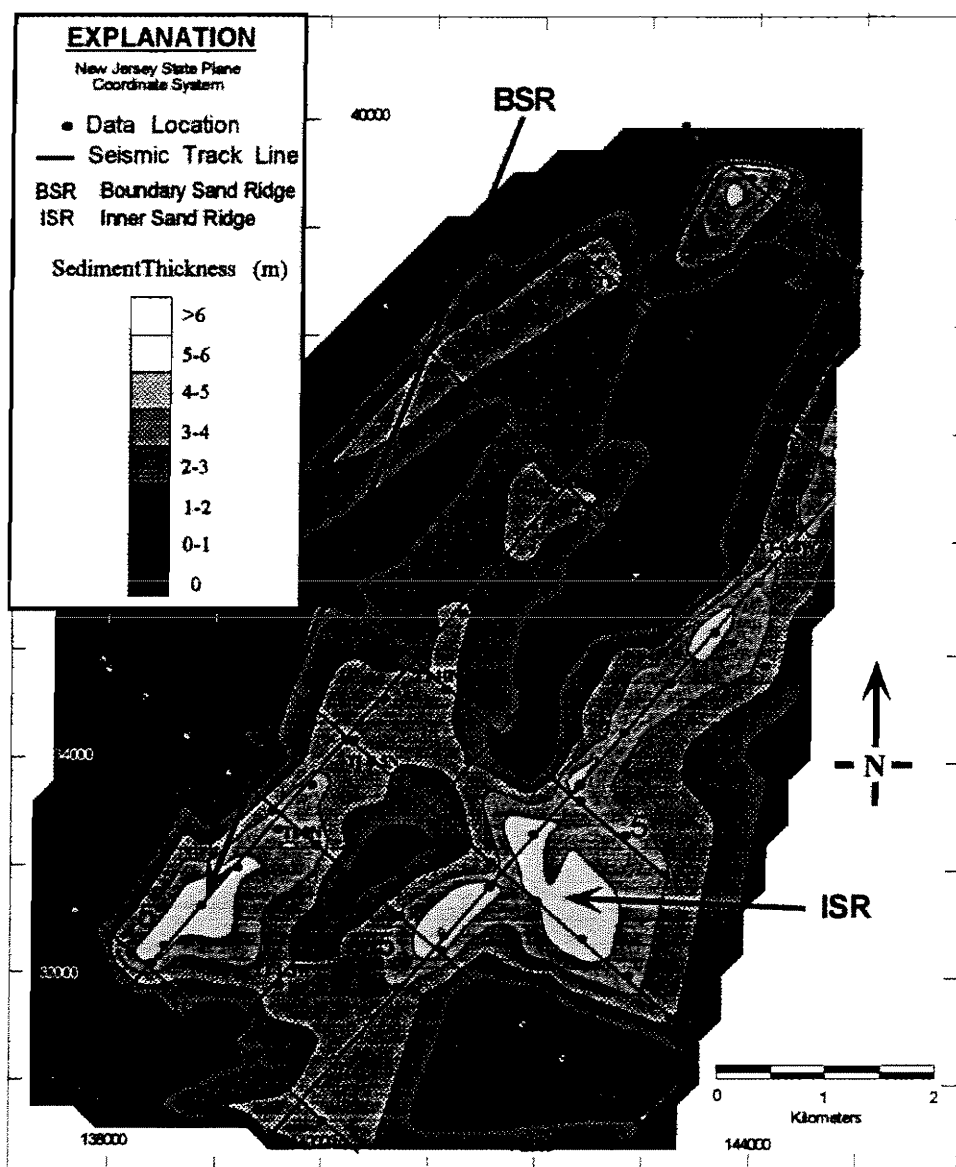 EXPLANATION
New Jersey State Plane
Coordinate System
Data Location
Seismic Track Line
BSR Boundary Sand Ridge
ISR Inner Sand Ridge
SedimentThickness (m)
>6
5-6
4-5
3-4
2-3
1-2
0-1
0
BSR
40000
34000
N
ISR
32000
0 1 2
Kilometers
138000
144000